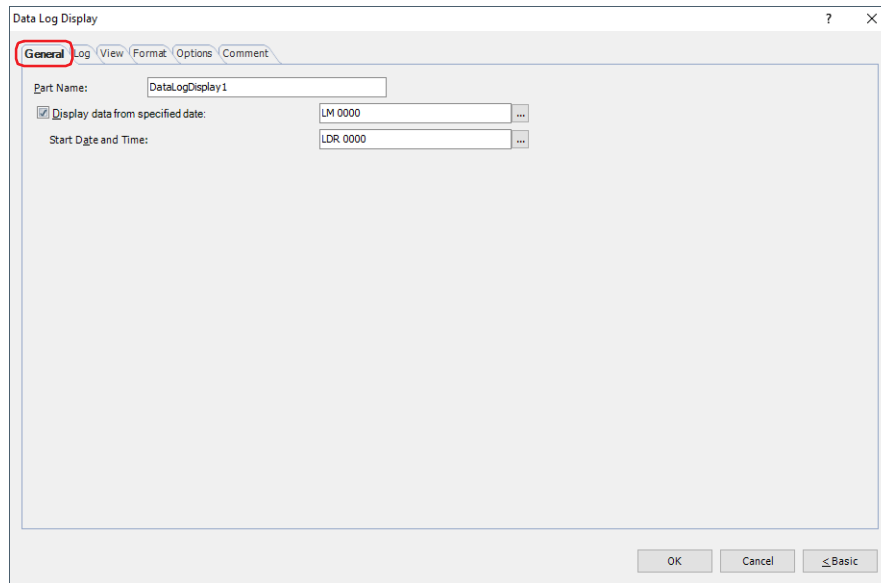 Data Log Display ? ×
General Log View Format Options Comment
Part Name: DataLogDisplay1
Display data from specified date: LM 0000 ...
Start Date and Time: LDR 0000 ...
OK Cancel < Basic